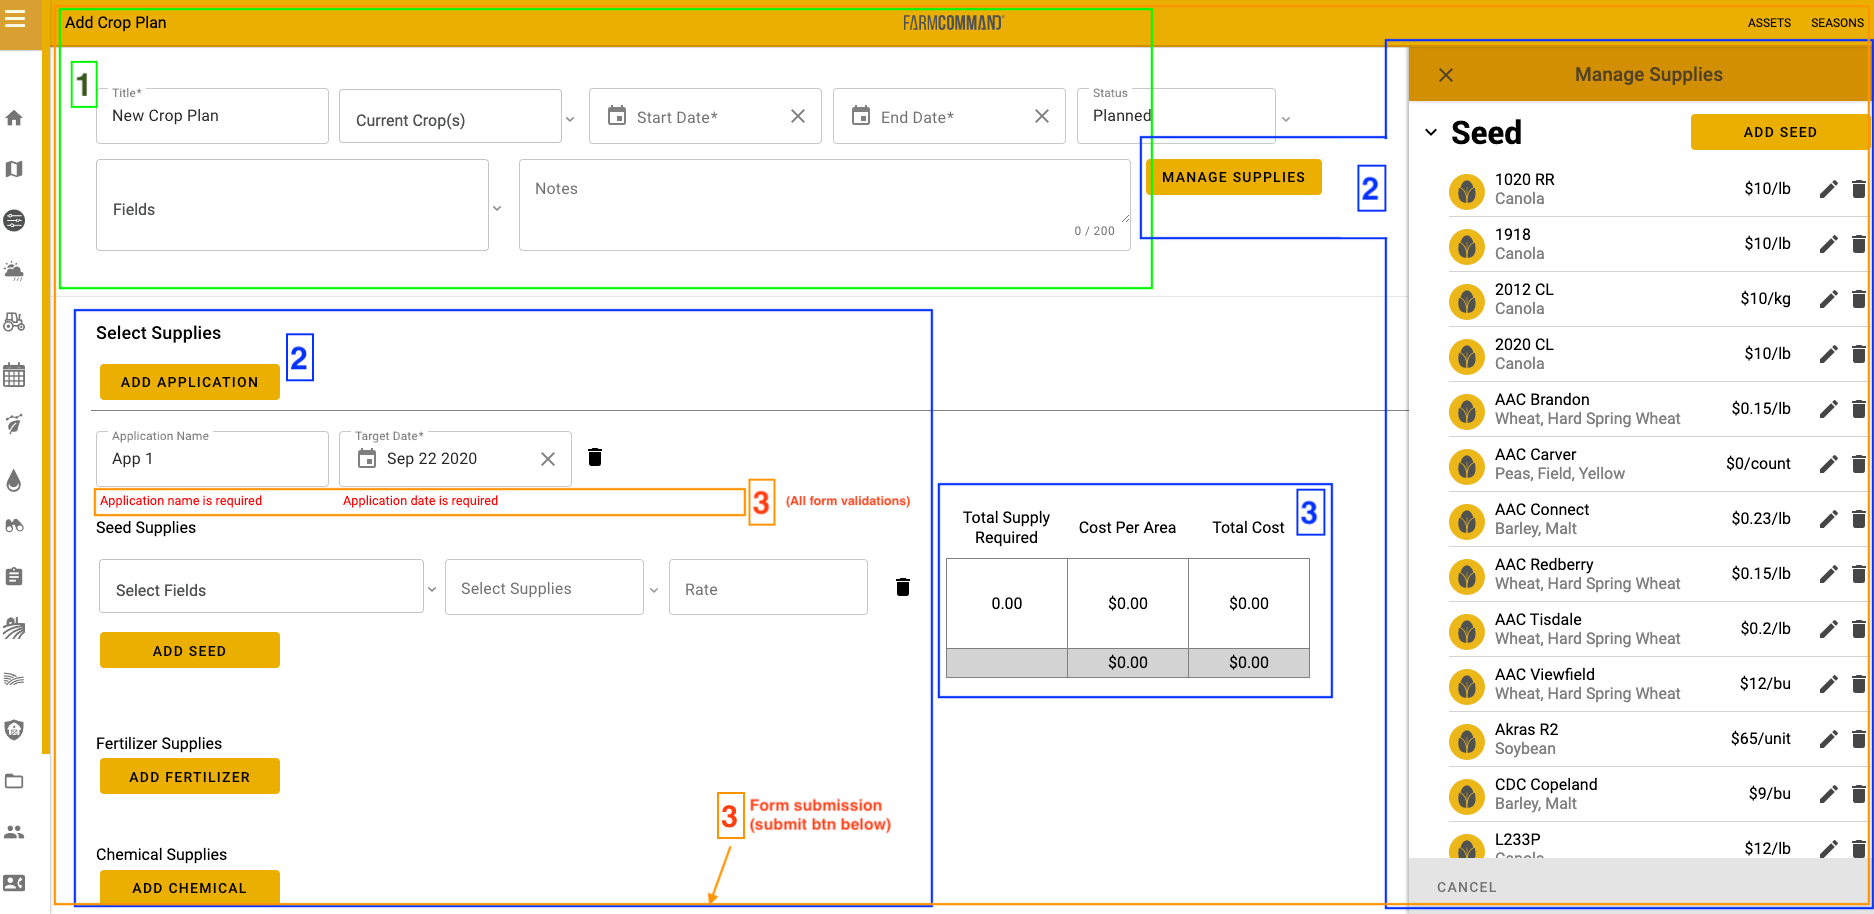 Add Crop Plan
FARMCOMMAND
ASSETS
SEASONS
1
Title*
New Crop Plan
Current Crop(s)
Start Date*
End Date*
Status
Planned
Fields
Notes
0 / 200
MANAGE SUPPLIES
2
Select Supplies
2
ADD APPLICATION
Application Name
App 1
Target Date*
Sep 22 2020
Application name is required
Application date is required
3
(All form validations)
Seed Supplies
Select Fields
Select Supplies
Rate
ADD SEED
Total Supply Required
Cost Per Area
Total Cost
3
0.00
$0.00
$0.00
$0.00
$0.00
Fertilizer Supplies
ADD FERTILIZER
3
Form submission
(submit btn below)
Chemical Supplies
ADD CHEMICAL
Manage Supplies
Seed
ADD SEED
1020 RR
Canola
$10/lb
1918
Canola
$10/lb
2012 CL
Canola
$10/kg
2020 CL
Canola
$10/lb
AAC Brandon
Wheat, Hard Spring Wheat
$0.15/lb
AAC Carver
Peas, Field, Yellow
$0/count
AAC Connect
Barley, Malt
$0.23/lb
AAC Redberry
Wheat, Hard Spring Wheat
$0.15/lb
AAC Tisdale
Wheat, Hard Spring Wheat
$0.2/lb
AAC Viewfield
Wheat, Hard Spring Wheat
$12/bu
Akras R2
Soybean
$65/unit
CDC Copeland
Barley, Malt
$9/bu
L233P
Canola
$12/lb
CANCEL